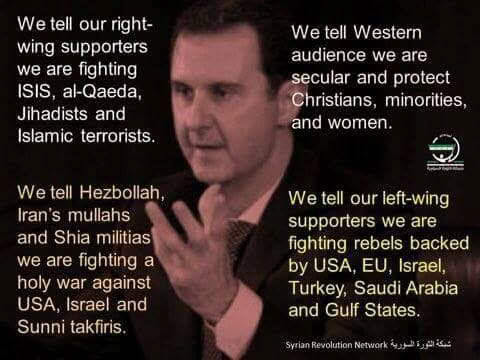 We tell our right-
wing supporters
we are fighting
ISIS, al-Qaeda,
Jihadists and
Islamic terrorists.
We tell Western
audience we are
secular and protect
Christians, minorities,
and women.
We tell Hezbollah,
Iran's mullahs
and Shia militias
we are fighting a
holy war against
USA, Israel and
Sunni takfiris.
We tell our left-wing
supporters we are
fighting rebels backed
by USA, EU, Israel,
Turkey, Saudi Arabia
and Gulf States.
Syrian Revolution Network شبكة الثورة السورية